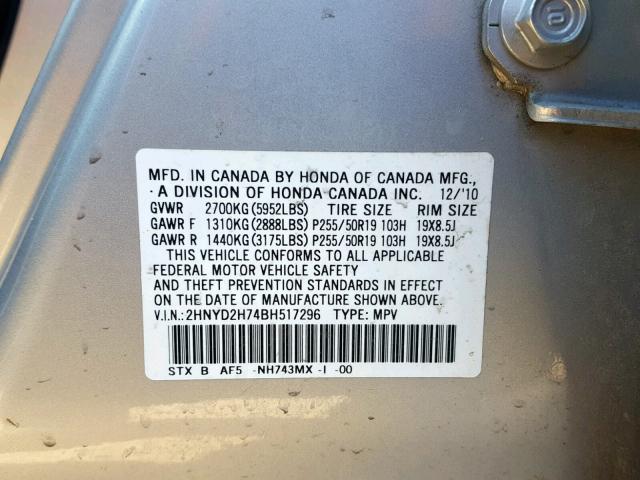 MFD. IN CANADA BY HONDA OF CANADA MFG.,
A DIVISION OF HONDA CANADA INC. 12/'10
GVWR 2700KG(5952LBS) TIRE SIZE RIM SIZE
GAWR F 1310KG(2888LBS) P255/50R19 103H 19X8.5J
GAWR R 1440KG(3175LBS) P255/50R19 103H 19X8.5J
THIS VEHICLE CONFORMS TO ALL APPLICABLE
FEDERAL MOTOR VEHICLE SAFETY
AND THEFT PREVENTION STANDARDS IN EFFECT
ON THE DATE OF MANUFACTURE SHOWN ABOVE.
V.I.N.: 2HNYD2H74BH517296 TYPE: MPV
STX B AF5 -NH743MX -I -00